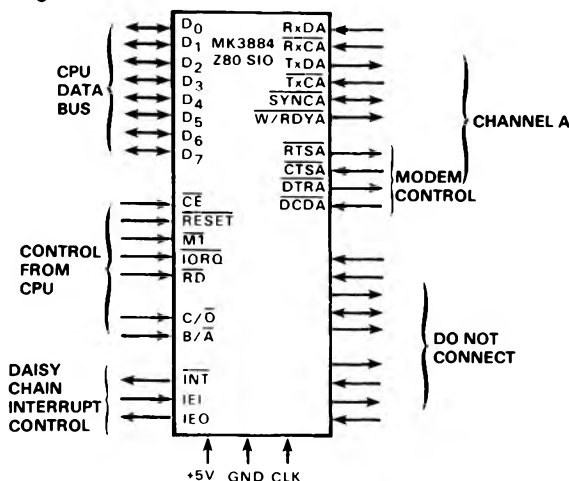 CPU
DATA
BUS
D0
D1
D2
D3
D4
D5
D6
D7
MK3884
Z80 SIO
RxDA
RxCA
TxDA
TxCA
SYNCA
W/RDYA
RTSA
CTSA
DTRA
DCDA
CHANNEL A
MODEM
CONTROL
CONTROL
FROM
CPU
CE
RESET
M1
IORQ
RD
C/O
B/A
DO NOT
CONNECT
DAISY
CHAIN
INTERRUPT
CONTROL
INT
IEI
IEO
+5V GND CLK